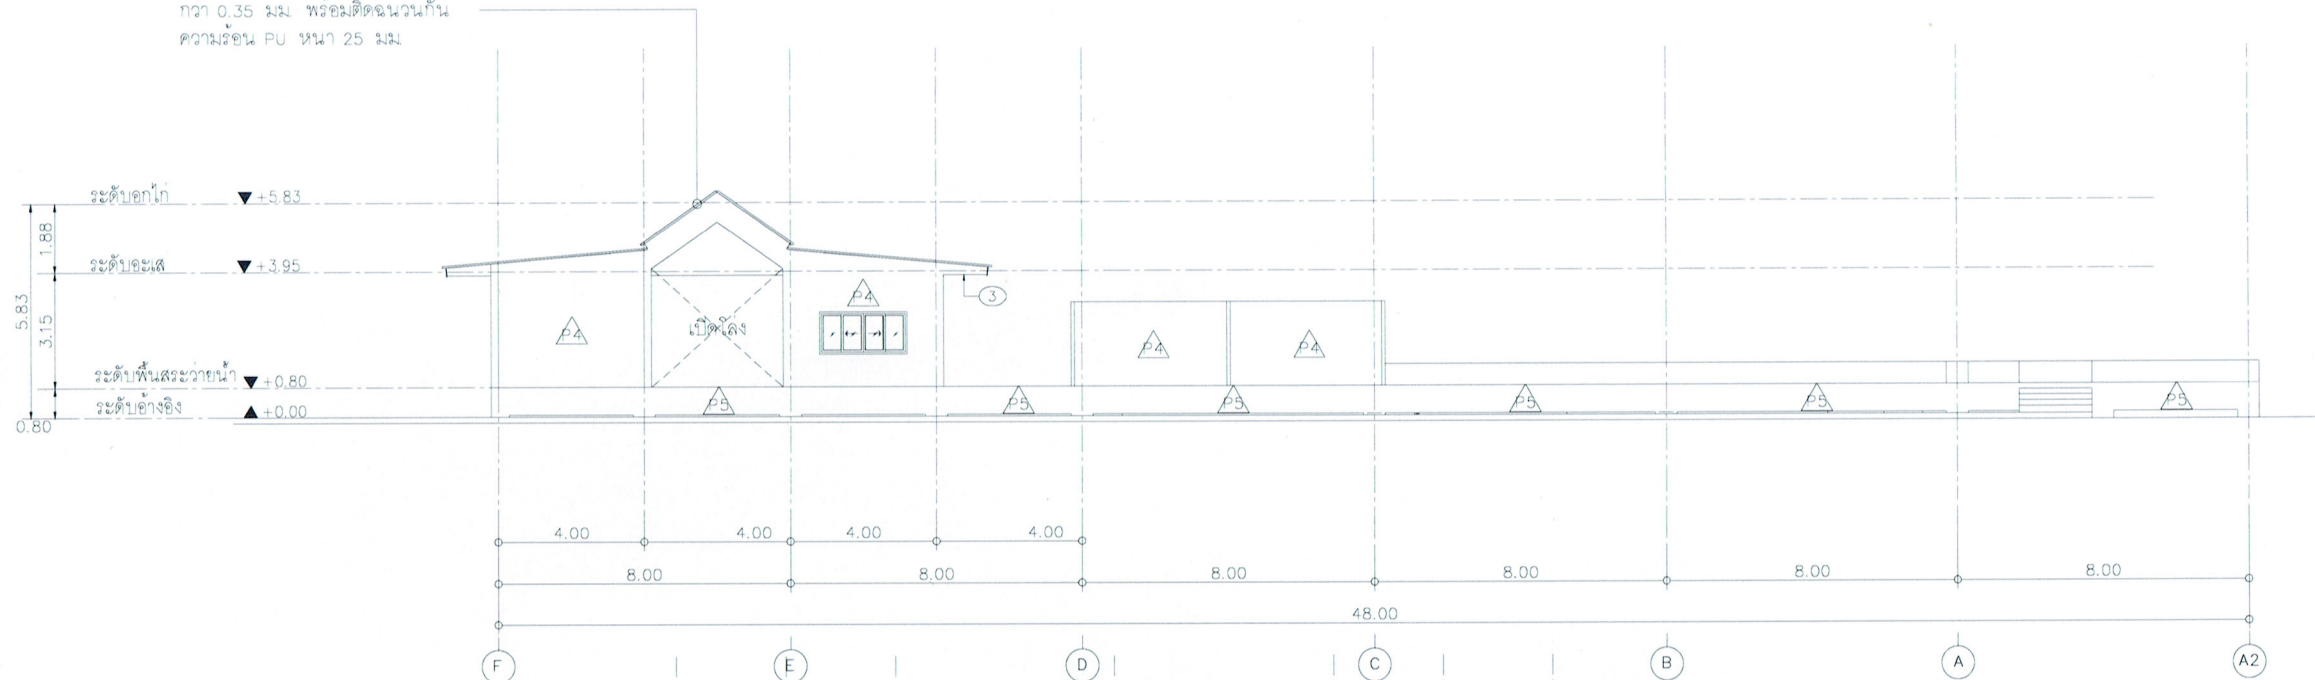 กว่า 0.35 มม. พร้อมติดฉนวนกัน
ความร้อน PU หนา 25 มม.
ระดับอกไก่ +5.83
1.88
ระดับอะเส +3.95
5.83
3.15
3
P4
P4
เปิดโล่ง
P4
P4
ระดับพื้นสระว่ายน้ำ +0.80
ระดับอ้างอิง +0.00
0.80
P5
P5
P5
P5
P5
P5
4.00 4.00 4.00 4.00
8.00 8.00 8.00 8.00 8.00 8.00
48.00
F E D C B A A2